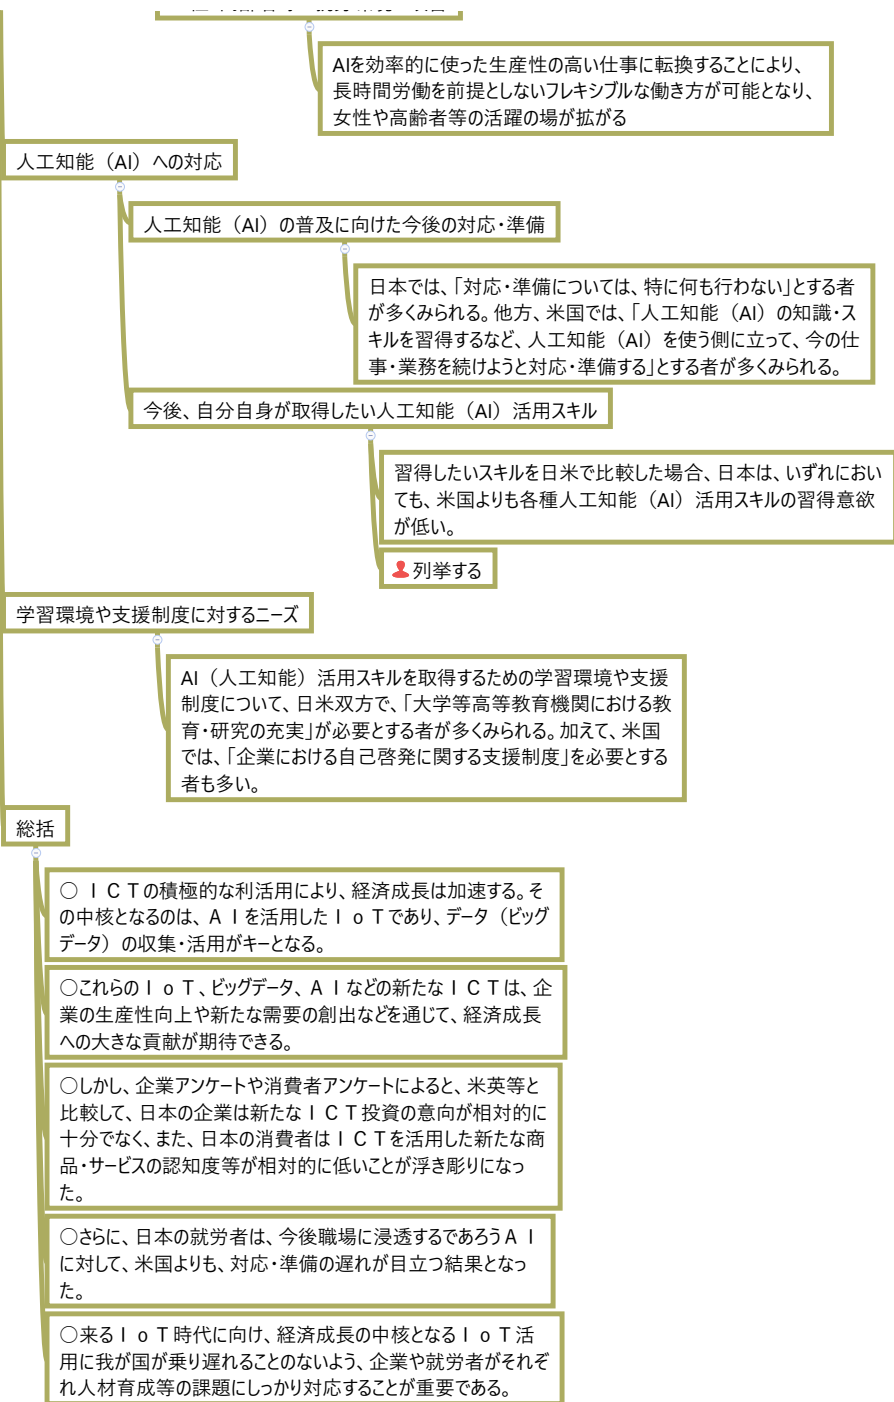 AIを効率的に使った生産性の高い仕事に転換することにより、
長時間労働を前提としないフレキシブルな働き方が可能となり、
女性や高齢者等の活躍の場が拡がる
人工知能（AI）への対応
人工知能（AI）の普及に向けた今後の対応・準備
日本では、「対応・準備については、特に何も行わない」とする者
が多くみられる。他方、米国では、「人工知能（AI）の知識・ス
キルを習得するなど、人工知能（AI）を使う側に立って、今の仕
事・業務を続けようと対応・準備する」とする者が多くみられる。
今後、自分自身が取得したい人工知能（AI）活用スキル
習得したいスキルを日米で比較した場合、日本は、いずれにおい
ても、米国よりも各種人工知能（AI）活用スキルの習得意欲
が低い。
列挙する
学習環境や支援制度に対するニーズ
AI（人工知能）活用スキルを取得するための学習環境や支援
制度について、日米双方で、「大学等高等教育機関における教
育・研究の充実」が必要とする者が多くみられる。加えて、米国
では、「企業における自己啓発に関する支援制度」を必要とする
者も多い。
総括
○ ＩＣＴの積極的な利活用により、経済成長は加速する。そ
の中核となるのは、ＡＩを活用したＩｏＴであり、データ（ビッグ
データ）の収集・活用がキーとなる。
○これらのＩｏＴ、ビッグデータ、ＡＩなどの新たなＩＣＴは、企
業の生産性向上や新たな需要の創出などを通じて、経済成長
への大きな貢献が期待できる。
○しかし、企業アンケートや消費者アンケートによると、米英等と
比較して、日本の企業は新たなＩＣＴ投資の意向が相対的に
十分でなく、また、日本の消費者はＩＣＴを活用した新たな商
品・サービスの認知度等が相対的に低いことが浮き彫りになっ
た。
○さらに、日本の就労者は、今後職場に浸透するであろうＡＩ
に対して、米国よりも、対応・準備の遅れが目立つ結果となっ
た。
○来るＩｏＴ時代に向け、経済成長の中核となるＩｏＴ活
用に我が国が乗り遅れることのないよう、企業や就労者がそれぞ
れ人材育成等の課題にしっかり対応することが重要である。